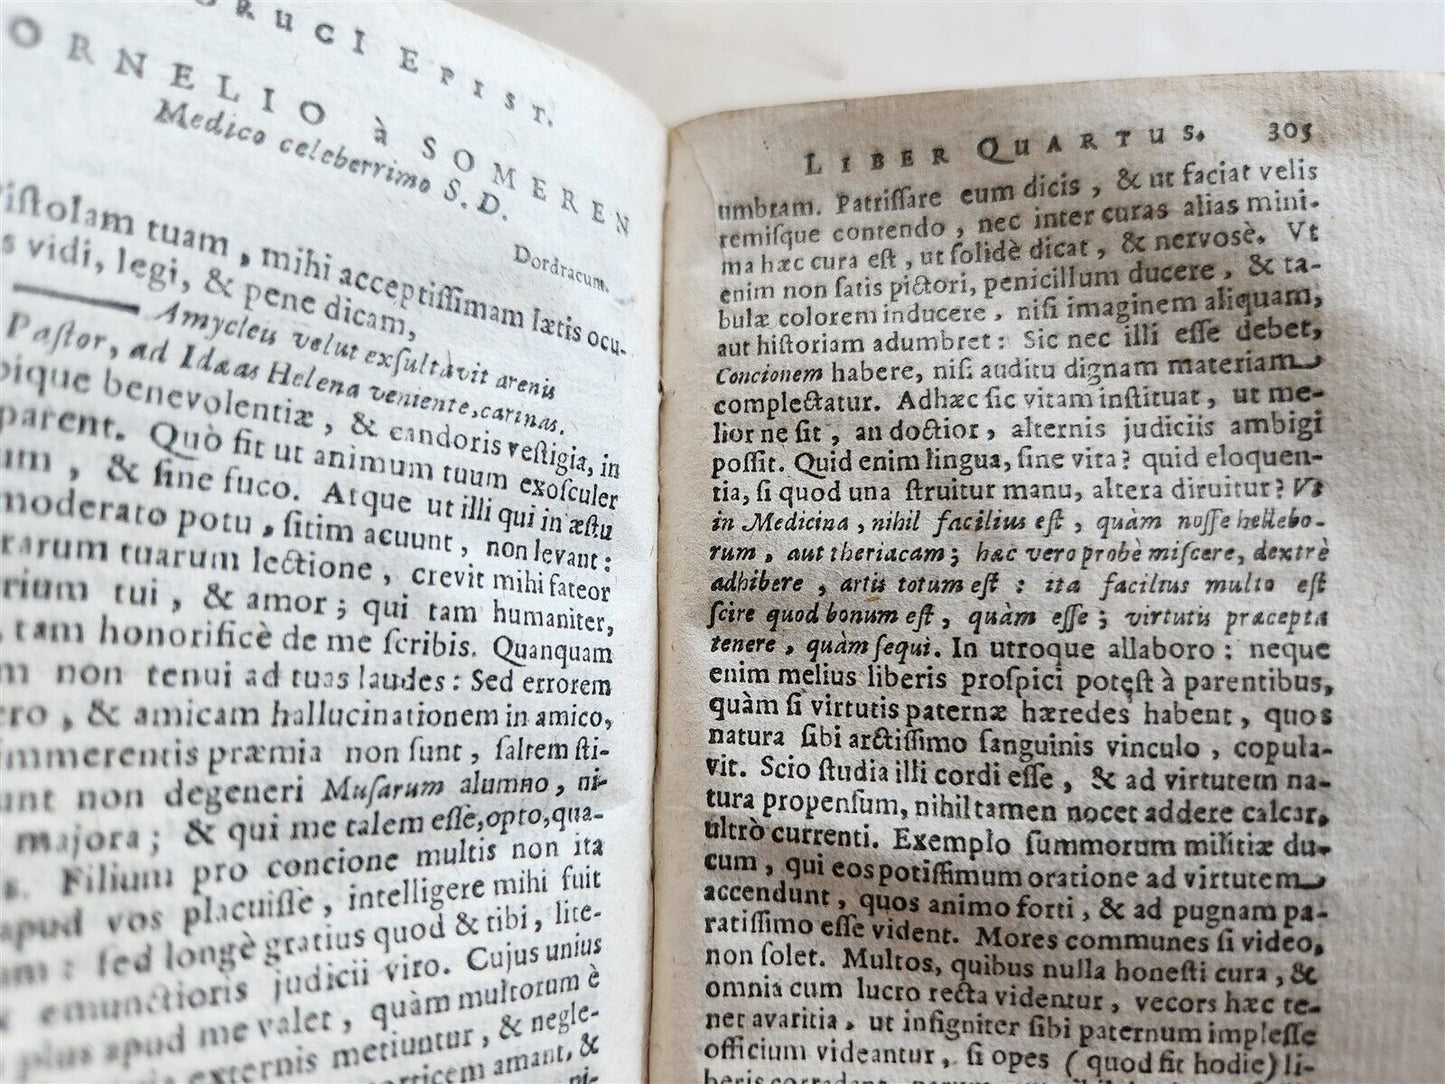 EPIST.
ORNELIO à SOMEREN
Medico celeberrimo S. D.
Dordracum.
iſtolam tuam, mihi acceptiſſimam lætis ocu-
s vidi, legi, & pene dicam,
Amycleu velut exſultàvit arenis
Paſtor, ad Idæas Helena veniente, carinas.
pique benevolentiæ, & candoris veſtigia, in
parent. Quò fit ut animum tuum exoſculer
um, & ſine fuco. Atque ut illi qui in æſtu
moderato potu, ſitim acuunt, non levant:
rarum tuarum lectione, crevit mihi fateor
rium tui, & amor; qui tam humaniter,
, tam honorificè de me ſcribis. Quanquam
m non tenui ad tuas laudes: Sed errorem
ero, & amicam hallucinationem in amico,
mmerentis præmia non ſunt, ſaltem ſti-
unt non degeneri Muſarum alumno, ni-
majora; & qui me talem eſſe, opto, qua-
s. Filium pro concione multis non ita
apud vos placuiſſe, intelligere mihi fuit
um: ſed longè gratius quod & tibi, lite-
& emunctioris judicii viro. Cujus unius
plus apud me valet, quàm multorum è
externis metiuntur, & negle-
orticem amant, &
ni-
LIBER QUARTUS. 305
umbram. Patriſſare eum dicis, & ut faciat velis
remiſque contendo, nec inter curas alias mini-
ma hæc cura eſt, ut ſolidè dicat, & nervosè. Vt
enim non ſatis pictori, penicillum ducere, & ta-
bulæ colorem inducere, niſi imaginem aliquam,
aut hiſtoriam adumbret: Sic nec illi eſſe debet,
Concionem habere, niſi auditu dignam materiam
complectatur. Adhæc ſic vitam inſtituat, ut me-
lior ne ſit, an doctior, alternis judiciis ambigi
poſſit. Quid enim lingua, ſine vita? quid eloquen-
tia, ſi quod una ſtruitur manu, altera diruitur? Vt
in Medicina, nihil facilius eſt, quàm noſſe hellebo-
rum, aut theriacam; hæc vero probè miſcere, dextrè
adhibere, artis totum eſt: ita facilius multo eſt
ſcire quod bonum eſt, quàm eſſe; virtutis præcepta
tenere, quàm ſequi. In utroque allaboro: neque
enim melius liberis proſpici poteſt à parentibus,
quàm ſi virtutis paternæ hæredes habent, quos
natura ſibi arctiſſimo ſanguinis vinculo, copula-
vit. Scio ſtudia illi cordi eſſe, & ad virtutem na-
tura propenſum, nihil tamen nocet addere calcar,
ultrò currenti. Exemplo ſummorum militiæ du-
cum, qui eos potiſſimum oratione ad virtutem
accendunt, quos animo forti, & ad pugnam pa-
ratiſſimo eſſe vident. Mores communes ſi video,
non ſolet. Multos, quibus nulla honeſti cura, &
omnia cum lucro recta videntur, vecors hæc te-
net avaritia, ut inſigniter ſibi paternum impleſſe
officium videantur, ſi opes (quod fit hodie) li-
beris corradant